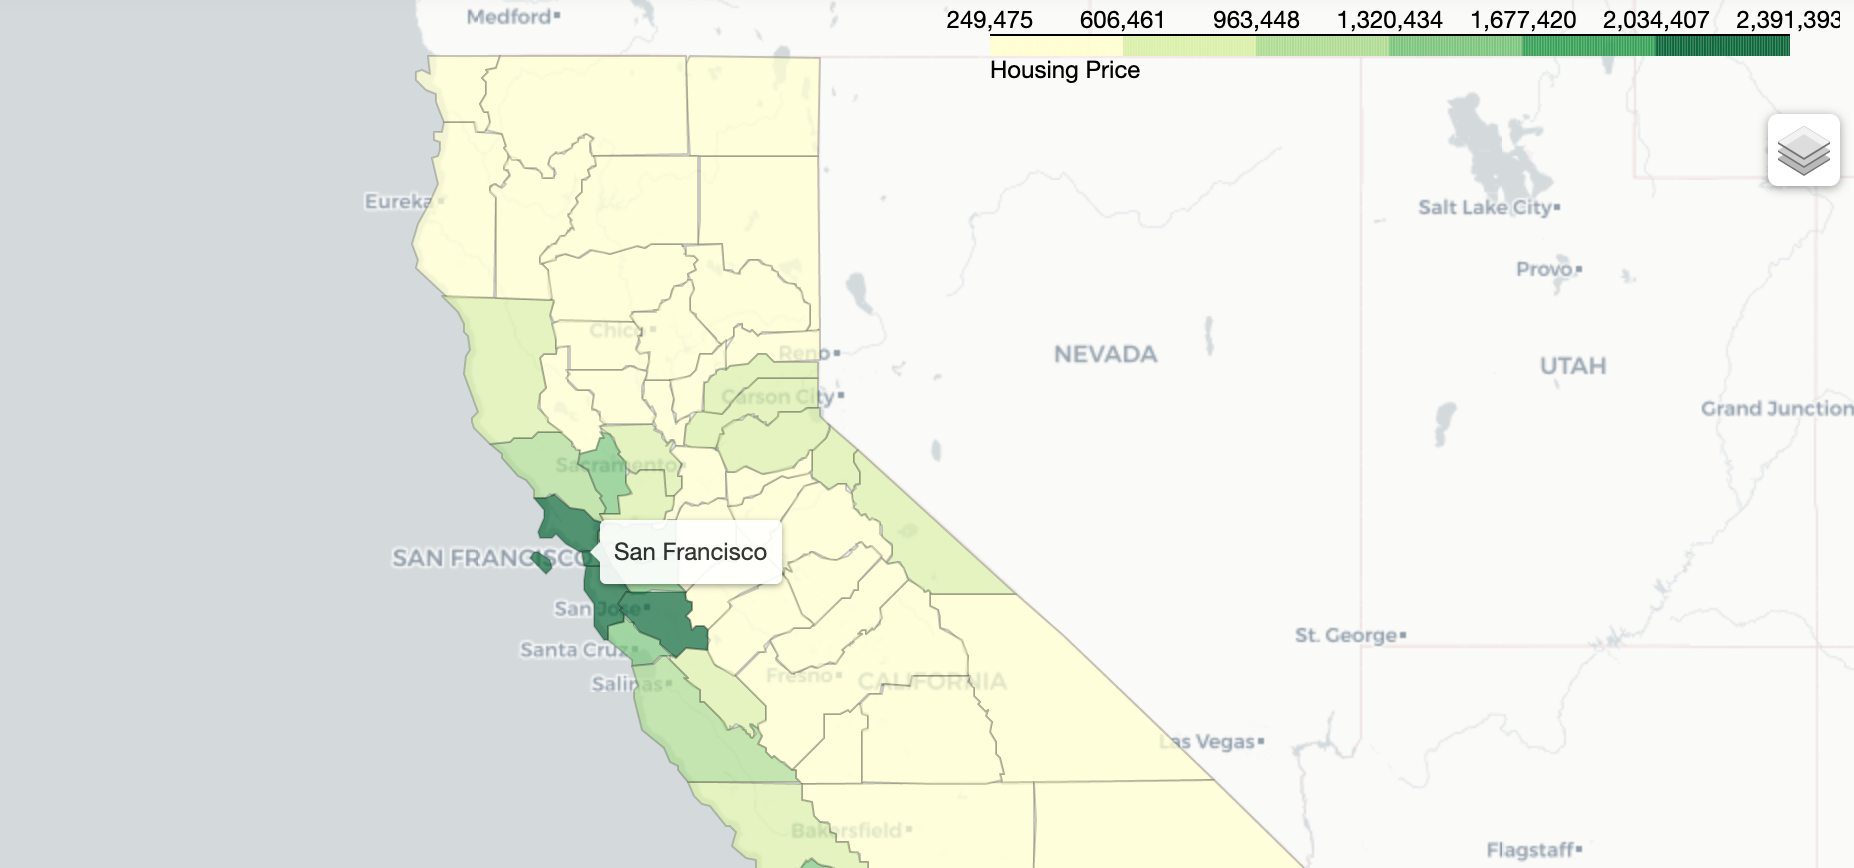 Medford
249,475 606,461 963,448 1,320,434 1,677,420 2,034,407 2,391,393
Housing Price
Eureka
Salt Lake City
Provo
Chico
Reno
NEVADA
UTAH
Carson City
Grand Junction
Sacramento
SAN FRANCISCO
San Francisco
San Jose
St. George
Santa Cruz
Fresno
CALIFORNIA
Salinas
Las Vegas
Bakersfield
Flagstaff